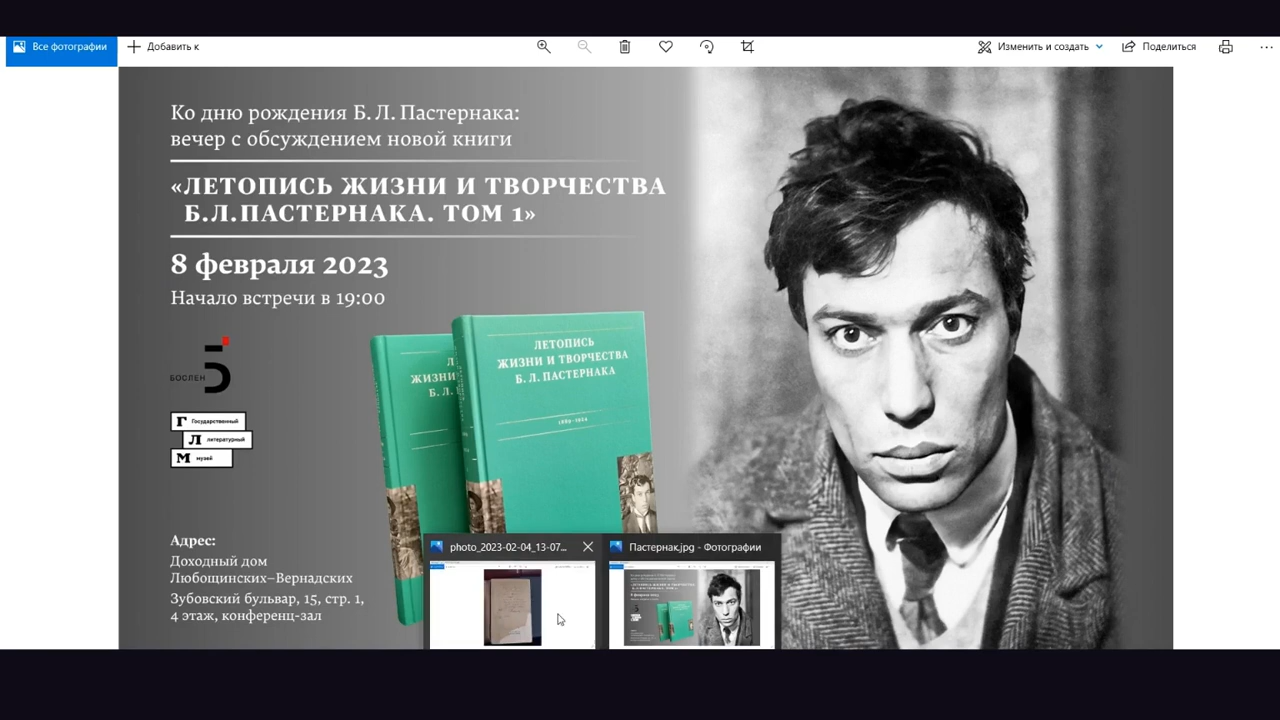 Все фотографии
Добавить к
Изменить и создать
Поделиться
Ко дню рождения Б. Л. Пастернака:
вечер с обсуждением новой книги
«ЛЕТОПИСЬ ЖИЗНИ И ТВОРЧЕСТВА
Б.Л.ПАСТЕРНАКА. ТОМ 1»
8 февраля 2023
Начало встречи в 19:00
БОСЛЕН
Г Государственный
Л литературный
М музей
ЖИЗНИ
Б. Л.
ЛЕТОПИСЬ
ЖИЗНИ И ТВОРЧЕСТВА
Б. Л. ПАСТЕРНАКА
Адрес:
Доходный дом
Любощинских–Вернадских
Зубовский бульвар, 15, стр. 1,
4 этаж, конференц-зал
photo_2023-02-04_13-07...
Пастернак.jpg - Фотографии